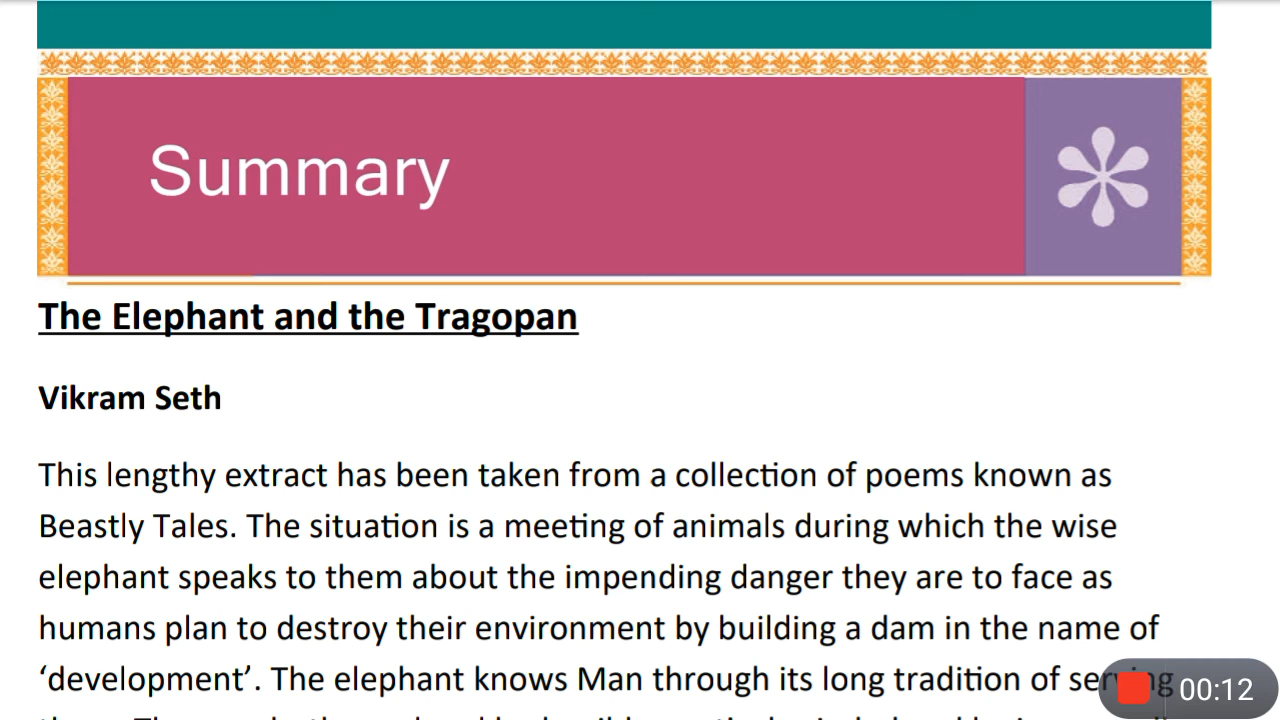 Summary
The Elephant and the Tragopan
Vikram Seth
This lengthy extract has been taken from a collection of poems known as
Beastly Tales. The situation is a meeting of animals during which the wise
elephant speaks to them about the impending danger they are to face as
humans plan to destroy their environment by building a dam in the name of
‘development’. The elephant knows Man through its long tradition of serving
00:12